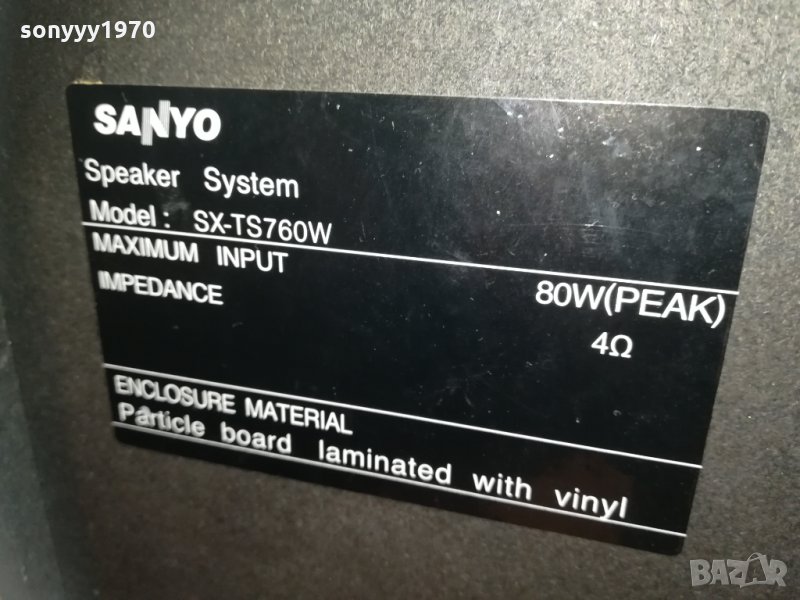 sonyyy1970
SANYO
Speaker System
Model : SX-TS760W
MAXIMUM INPUT 80W(PEAK)
IMPEDANCE 4Ω
ENCLOSURE MATERIAL
Particle board laminated with vinyl
BAZAR